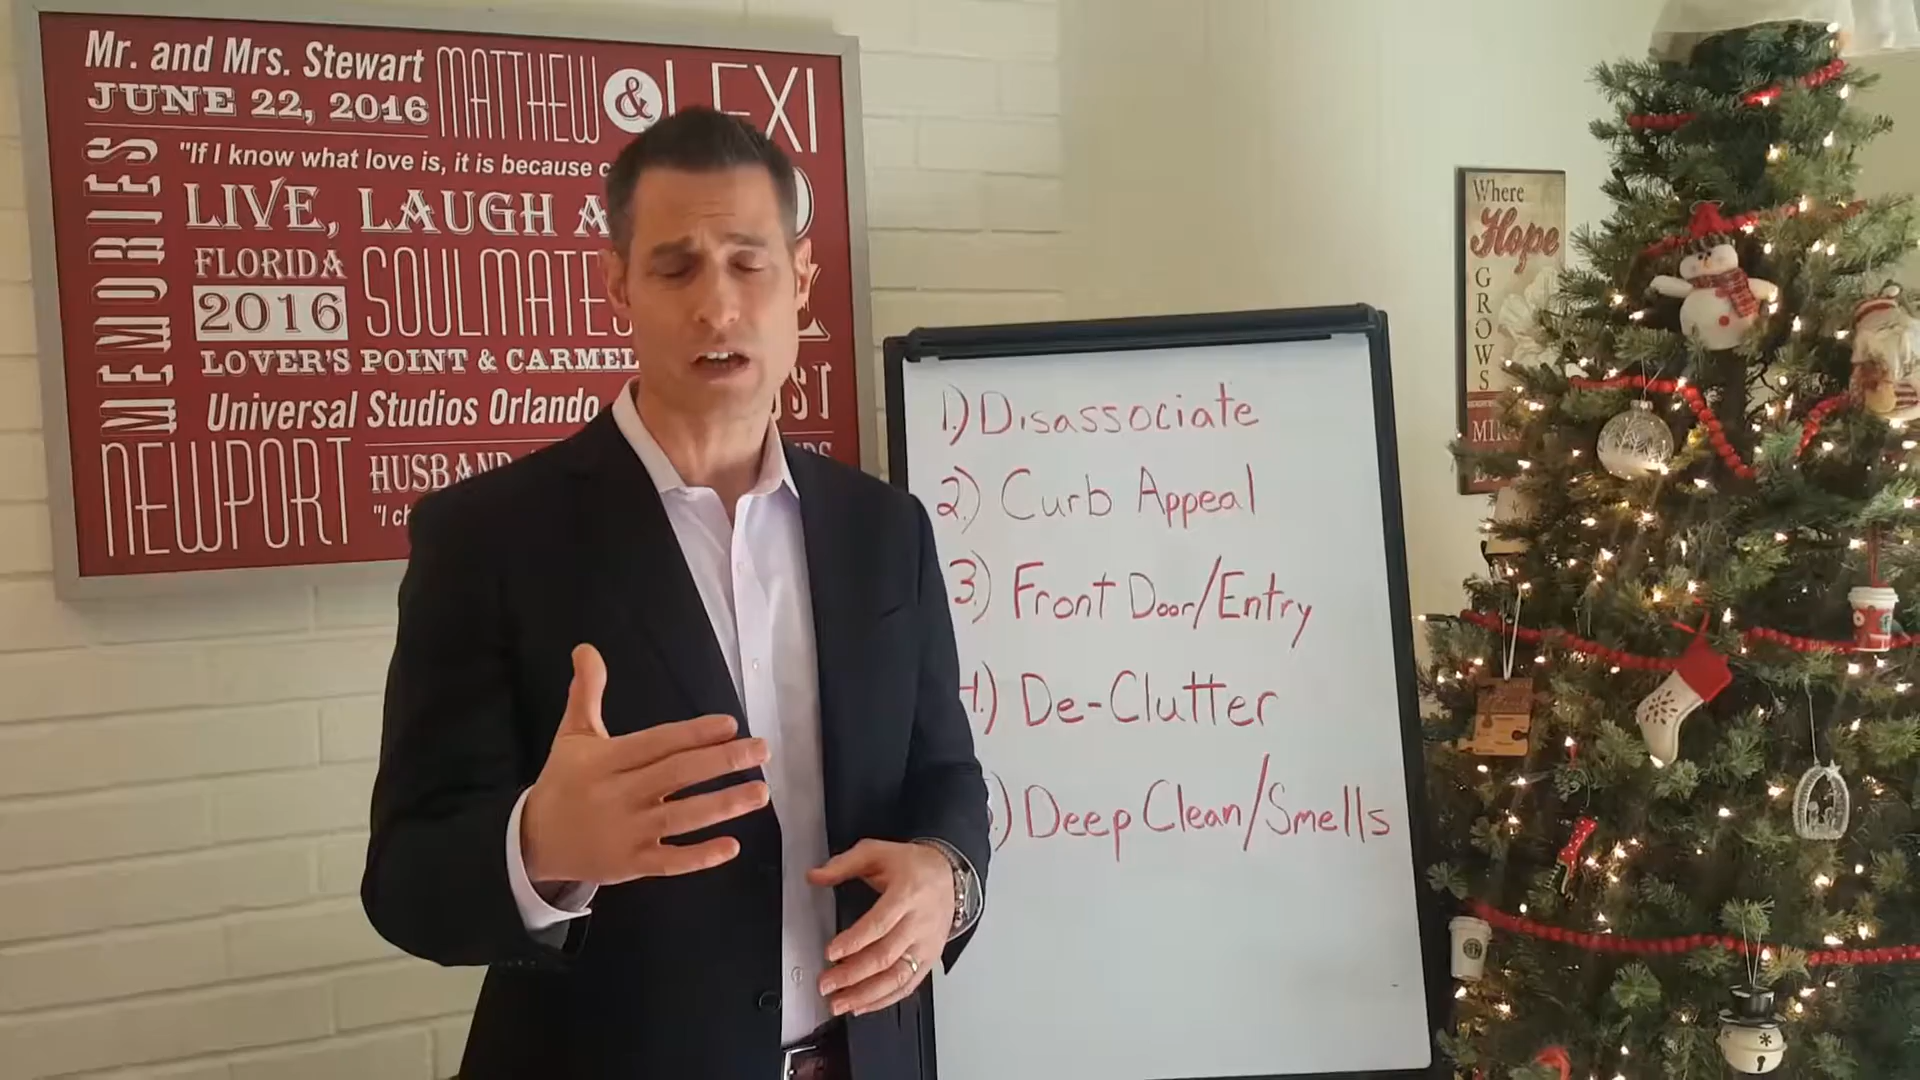 Mr. and Mrs. Stewart
JUNE 22, 2016
MATTHEW & LEXI
MEMORIES
"If I know what love is, it is because
LIVE, LAUGH
FLORIDA
2016
SOULMATES
LOVER'S POINT & CARMEL
Universal Studios Orlando
NEWPORT
HUSBAND
"I
Where
Hope
GROWS
1.) Disassociate
2.) Curb Appeal
3.) Front Door/Entry
4.) De-Clutter
) Deep Clean/Smells